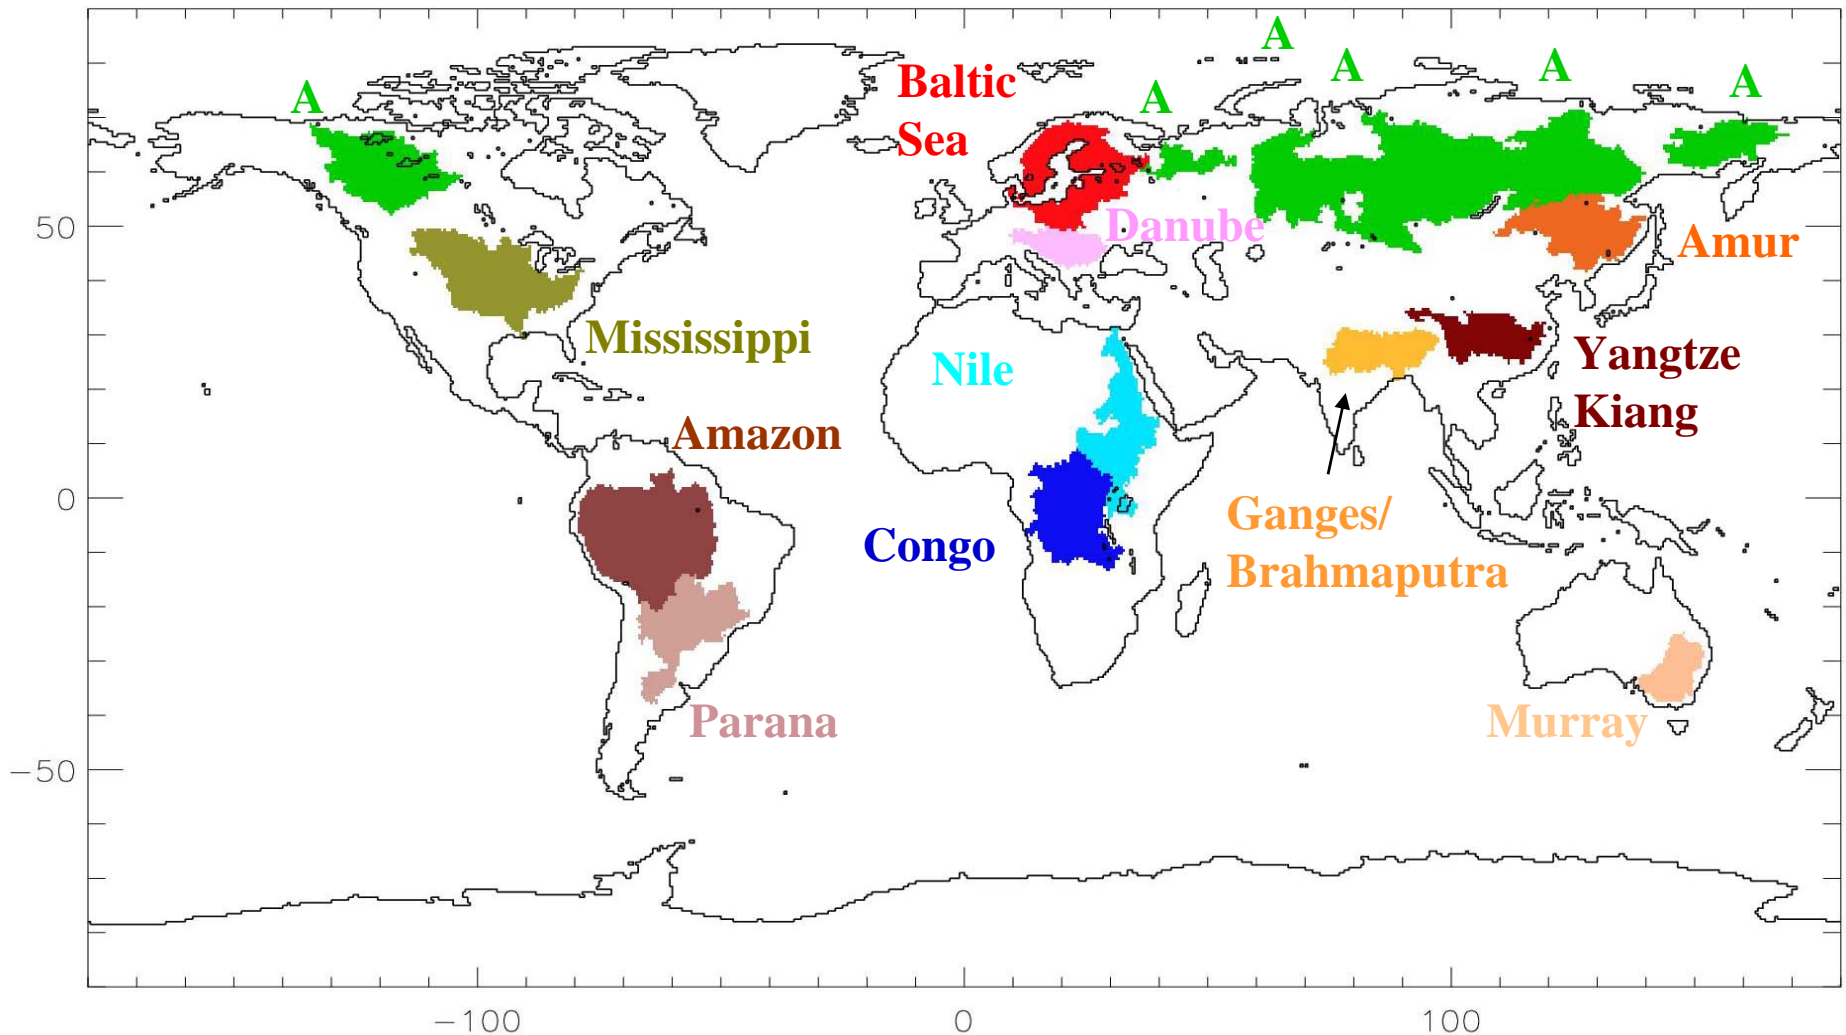 A
A
A
A
A
A
Baltic
Sea
Danube
Amur
50
Mississippi
Nile
Yangtze
Kiang
Amazon
0
Congo
Ganges/
Brahmaputra
Parana
Murray
−50
−100
0
100